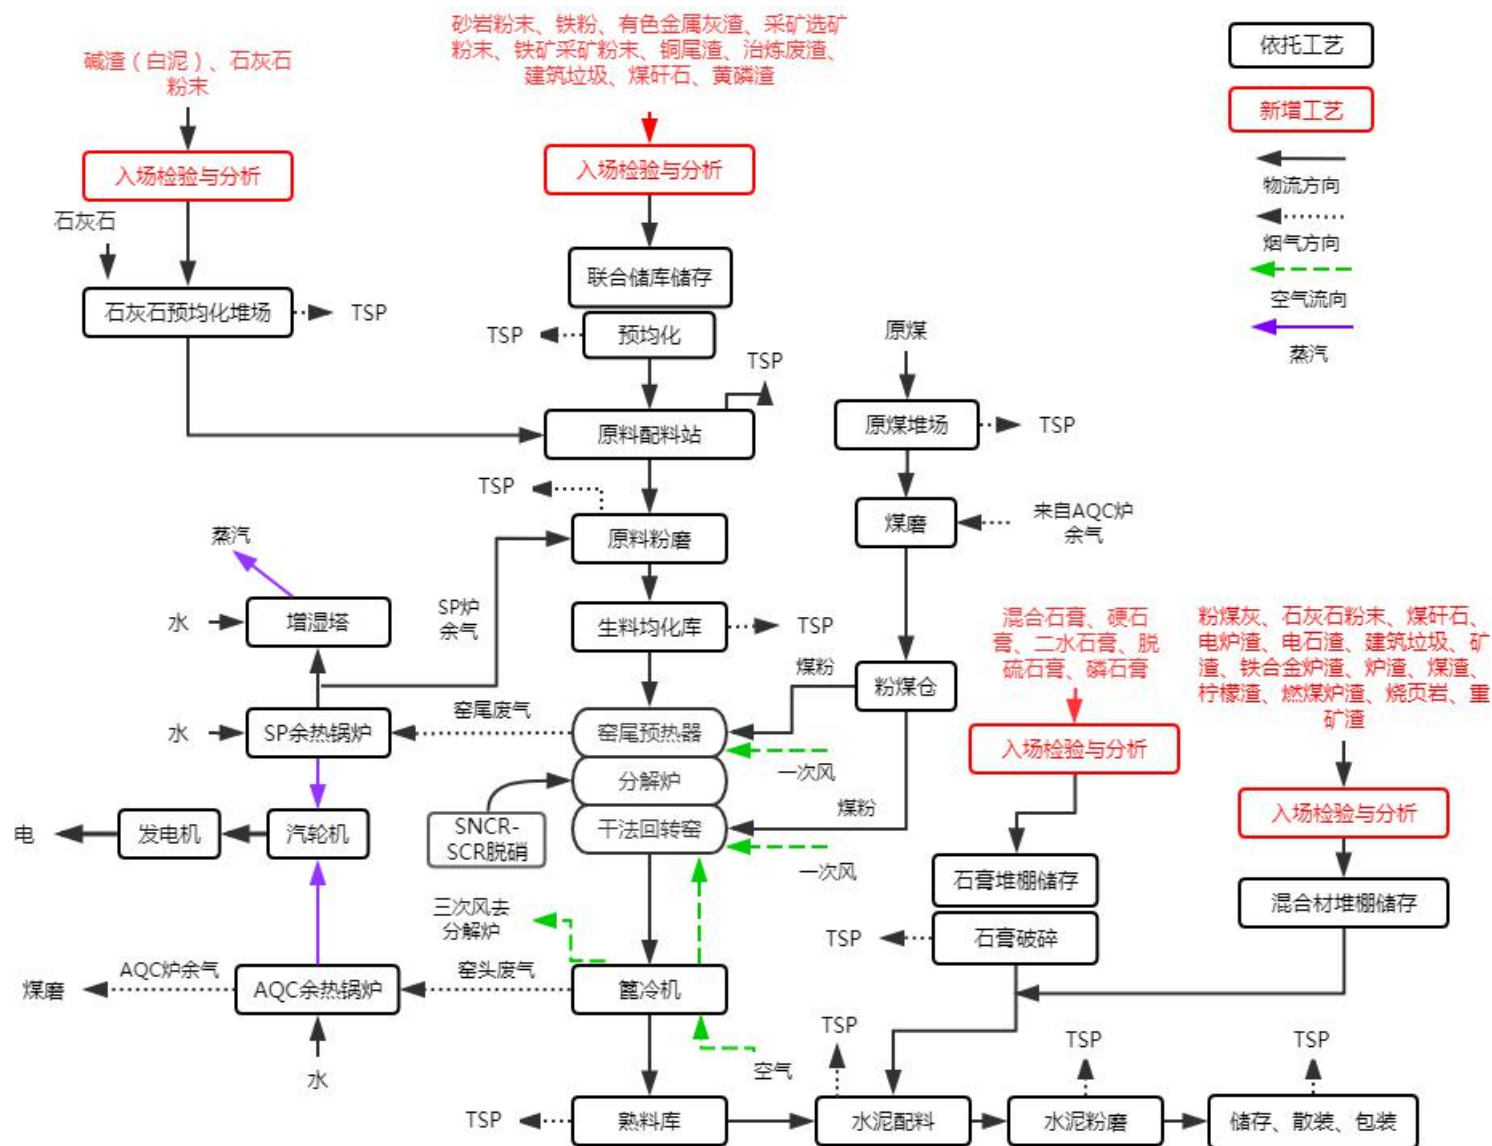 碱渣（白泥）、石灰石
粉末
入场检验与分析
石灰石
石灰石预均化堆场
TSP
砂岩粉末、铁粉、有色金属灰渣、采矿选矿
粉末、铁矿采矿粉末、铜尾渣、冶炼废渣、
建筑垃圾、煤矸石、黄磷渣
入场检验与分析
联合储库储存
预均化
TSP
TSP
原料配料站
TSP
原料粉磨
生料均化库
TSP
原煤
原煤堆场
TSP
煤磨
来自AQC炉
余气
粉煤仓
煤粉
煤粉
依托工艺
新增工艺
物流方向
烟气方向
空气流向
蒸汽
蒸汽
水
增湿塔
SP炉
余气
水
SP余热锅炉
窑尾废气
窑尾预热器
一次风
分解炉
干法回转窑
一次风
SNCR-
SCR脱硝
电
发电机
汽轮机
三次风去
分解炉
煤磨
AQC炉余气
AQC余热锅炉
窑头废气
篦冷机
水
空气
混合石膏、硬石
膏、二水石膏、脱
硫石膏、磷石膏
入场检验与分析
石膏堆棚储存
石膏破碎
TSP
粉煤灰、石灰石粉末、煤矸石、
电炉渣、电石渣、建筑垃圾、矿
渣、铁合金炉渣、炉渣、煤渣、
柠檬渣、燃煤炉渣、烧页岩、重
矿渣
入场检验与分析
混合材堆棚储存
TSP
熟料库
TSP
水泥配料
TSP
水泥粉磨
TSP
储存、散装、包装